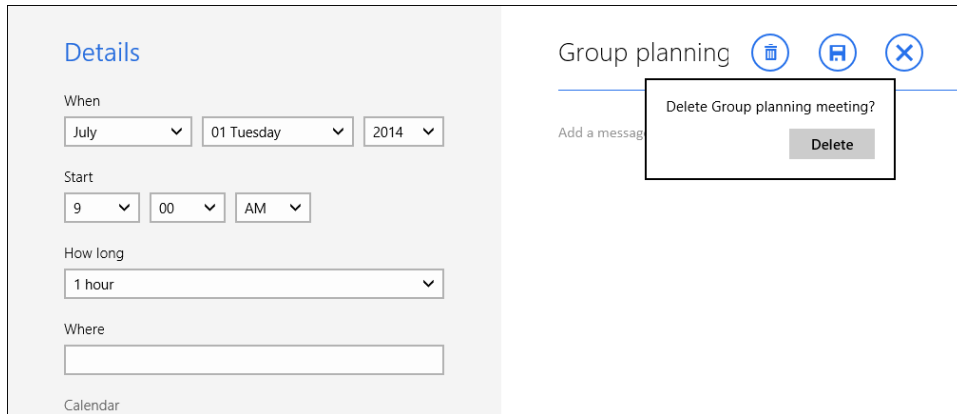 Details
When
July
01 Tuesday
2014
Start
9
00
AM
How long
1 hour
Where
Calendar
Group planning
Delete Group planning meeting?
Delete
Add a messag